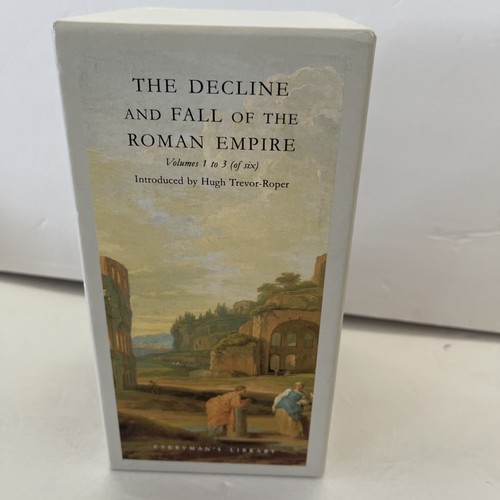 THE DECLINE
AND FALL OF THE
ROMAN EMPIRE
Volumes 1 to 3 (of six)
Introduced by Hugh Trevor-Roper
EVERYMAN'S LIBRARY